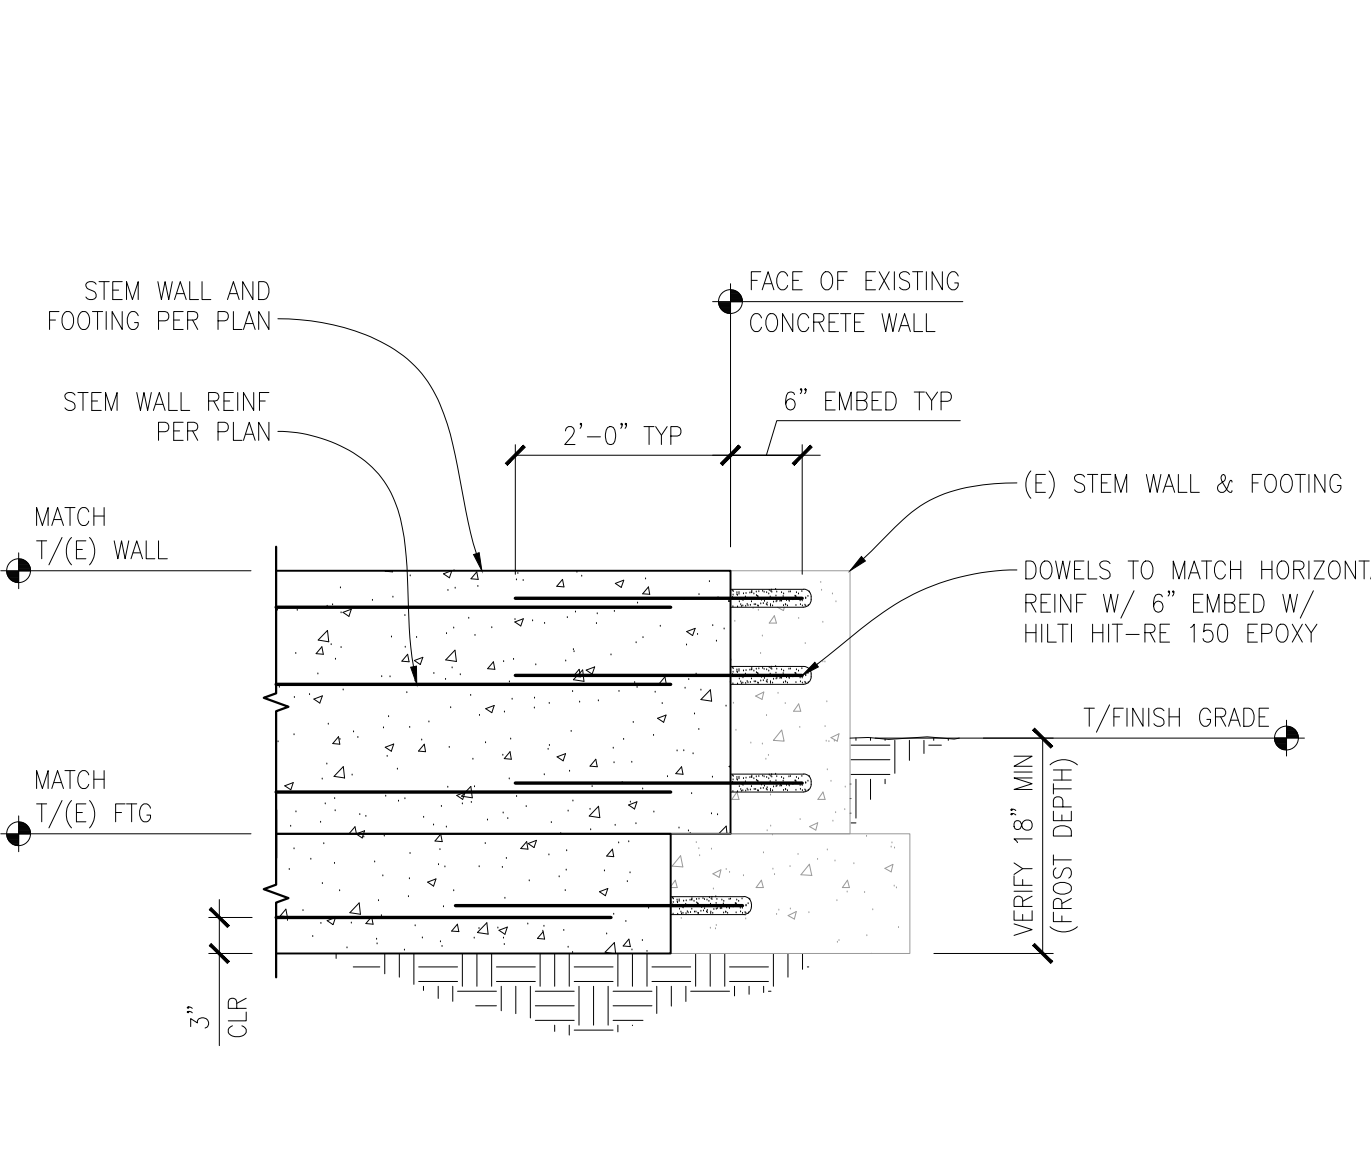 STEM WALL AND
FOOTING PER PLAN
FACE OF EXISTING
CONCRETE WALL
STEM WALL REINF
PER PLAN
2'-0" TYP
6" EMBED TYP
(E) STEM WALL & FOOTING
MATCH
T/(E) WALL
DOWELS TO MATCH HORIZONT
REINF W/ 6" EMBED W/
HILTI HIT-RE 150 EPOXY
T/FINISH GRADE
MATCH
T/(E) FTG
VERIFY 18" MIN
(FROST DEPTH)
3"
CLR